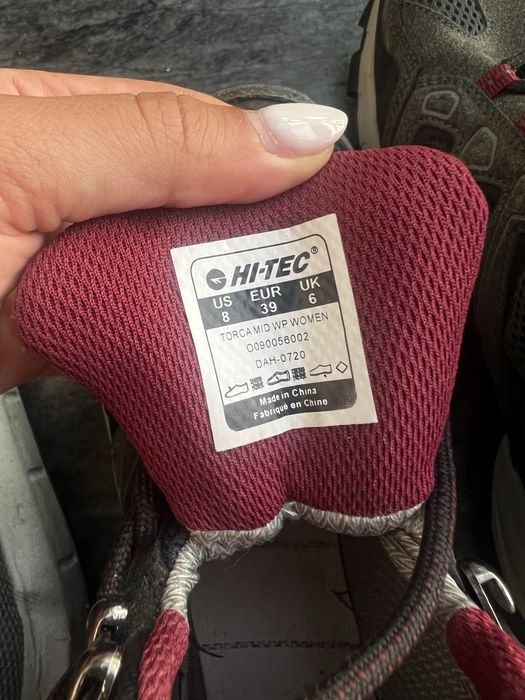 HI-TEC®
US EUR UK
8 39 6
TORCA MID WP WOMEN
O090056002
DAH-0720
Made in China
Fabriqué en Chine